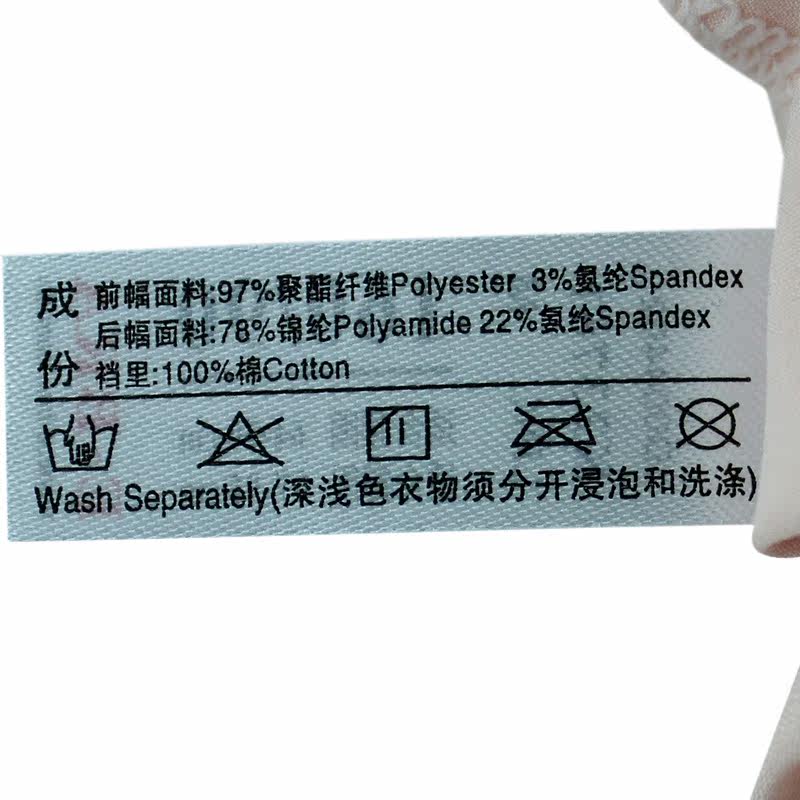 成 前幅面料:97%聚酯纤维Polyester 3%氨纶Spandex
后幅面料:78%锦纶Polyamide 22%氨纶Spandex
份 裆里:100%棉Cotton
Wash Separately(深浅色衣物须分开浸泡和洗涤)